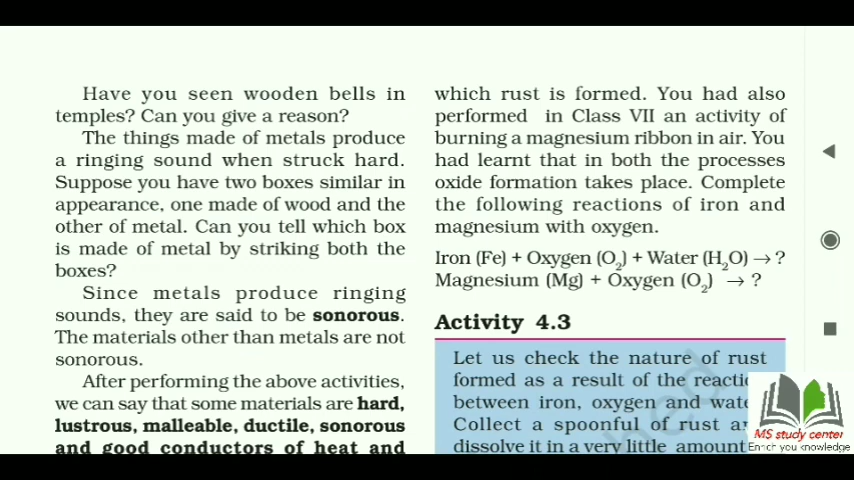 Have you seen wooden bells in
temples? Can you give a reason?
The things made of metals produce
a ringing sound when struck hard.
Suppose you have two boxes similar in
appearance, one made of wood and the
other of metal. Can you tell which box
is made of metal by striking both the
boxes?
Since metals produce ringing
sounds, they are said to be sonorous.
The materials other than metals are not
sonorous.
After performing the above activities,
we can say that some materials are hard,
lustrous, malleable, ductile, sonorous
and good conductors of heat and
which rust is formed. You had also
performed in Class VII an activity of
burning a magnesium ribbon in air. You
had learnt that in both the processes
oxide formation takes place. Complete
the following reactions of iron and
magnesium with oxygen.
Iron (Fe) + Oxygen (O₂) + Water (H₂O) → ?
Magnesium (Mg) + Oxygen (O₂) → ?
Activity 4.3
Let us check the nature of rust
formed as a result of the
between iron, oxygen and
Collect a spoonful of rust
dissolve it in a very little amount
MS study center
Enrich you knowledge